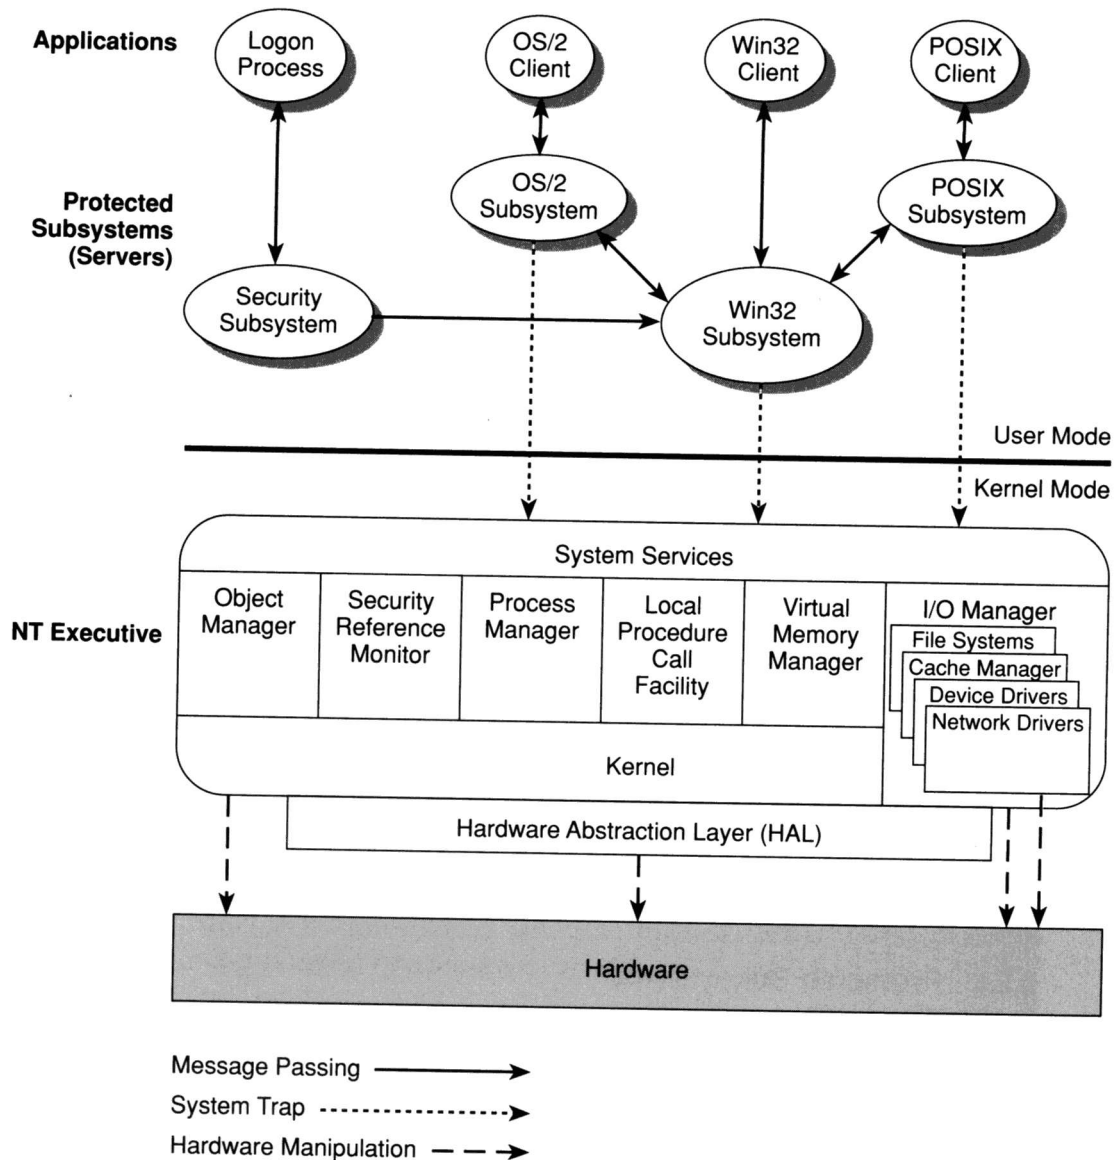 Applications
Logon
Process
OS/2
Client
Win32
Client
POSIX
Client
Protected
Subsystems
(Servers)
OS/2
Subsystem
POSIX
Subsystem
Security
Subsystem
Win32
Subsystem
User Mode
Kernel Mode
NT Executive
System Services
Object
Manager
Security
Reference
Monitor
Process
Manager
Local
Procedure
Call
Facility
Virtual
Memory
Manager
I/O Manager
File Systems
Cache Manager
Device Drivers
Network Drivers
Kernel
Hardware Abstraction Layer (HAL)
Hardware
Message Passing
System Trap
Hardware Manipulation